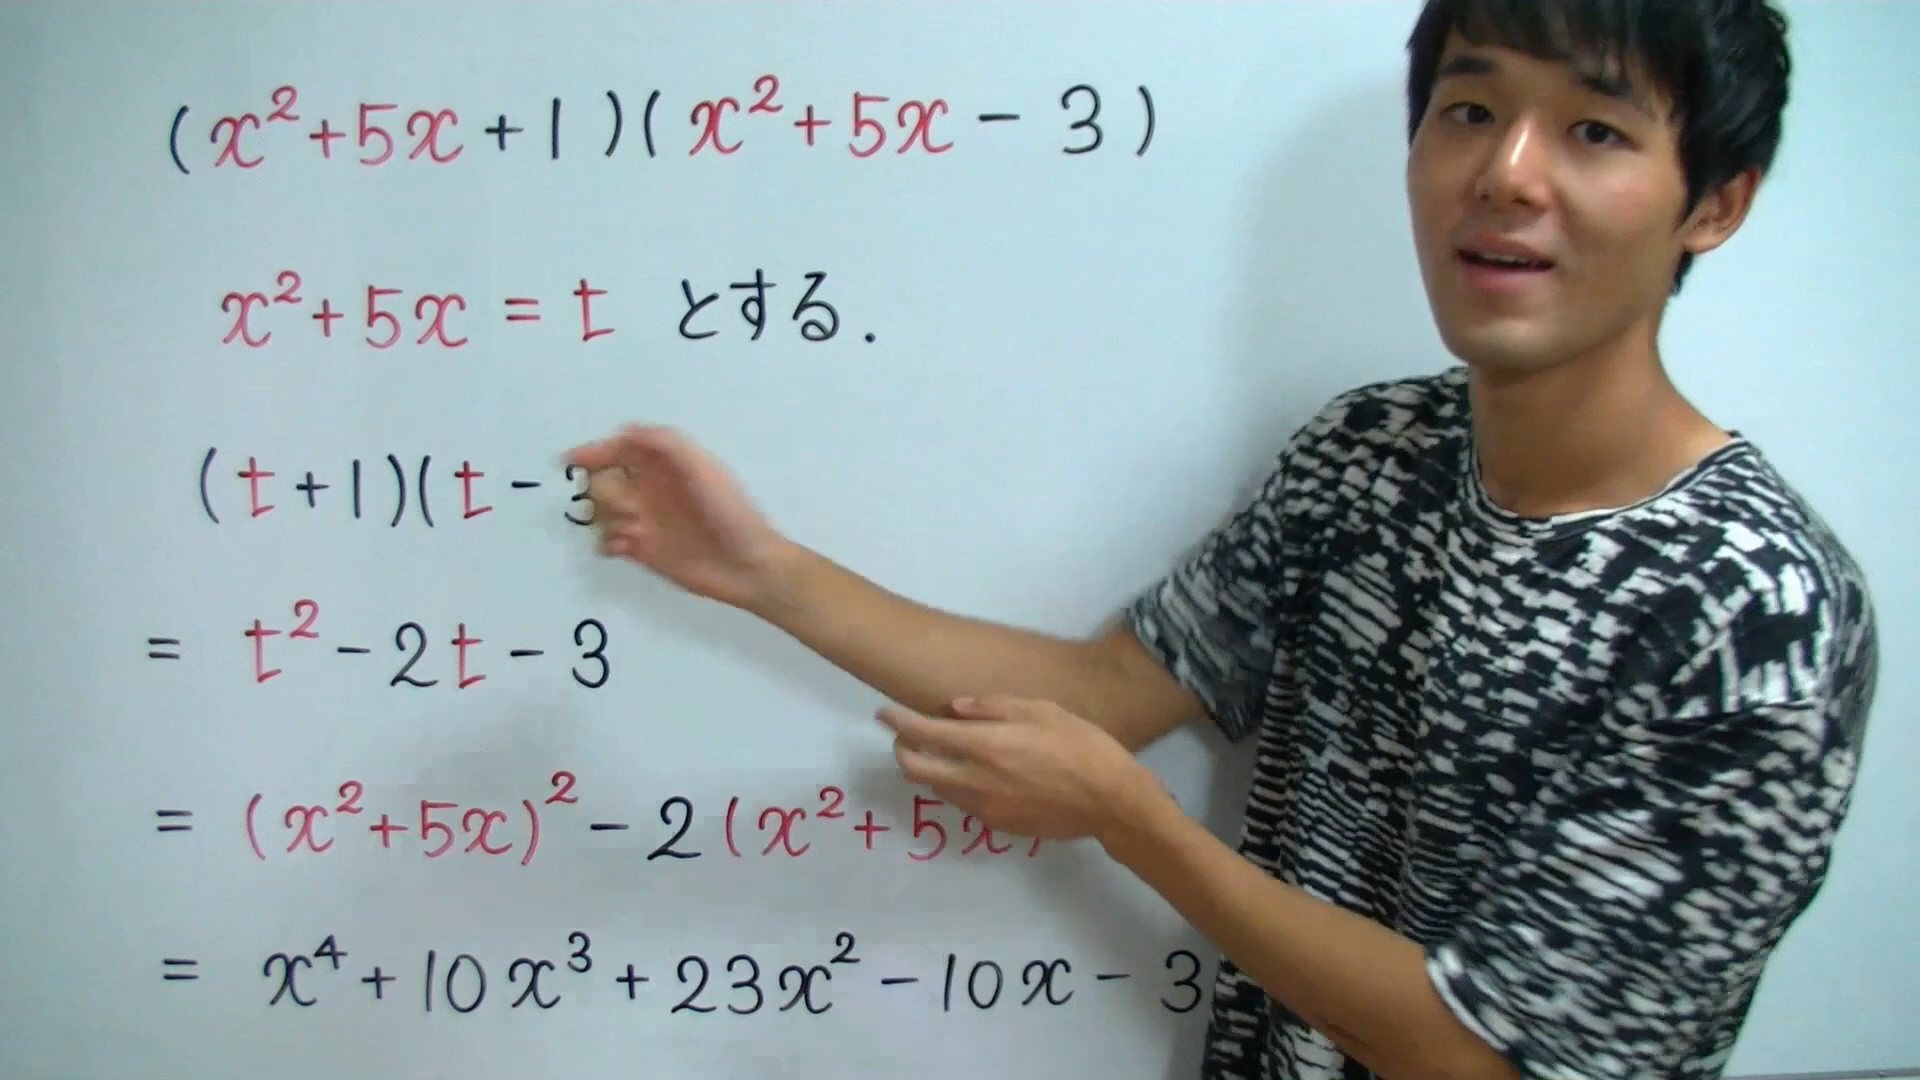 (x²+5x+1)(x²+5x-3)
x²+5x=t とする.
(t+1)(t-3
= t²-2t-3
= (x²+5x)²-2(x²+5x)
= x⁴+10x³+23x²-10x-3